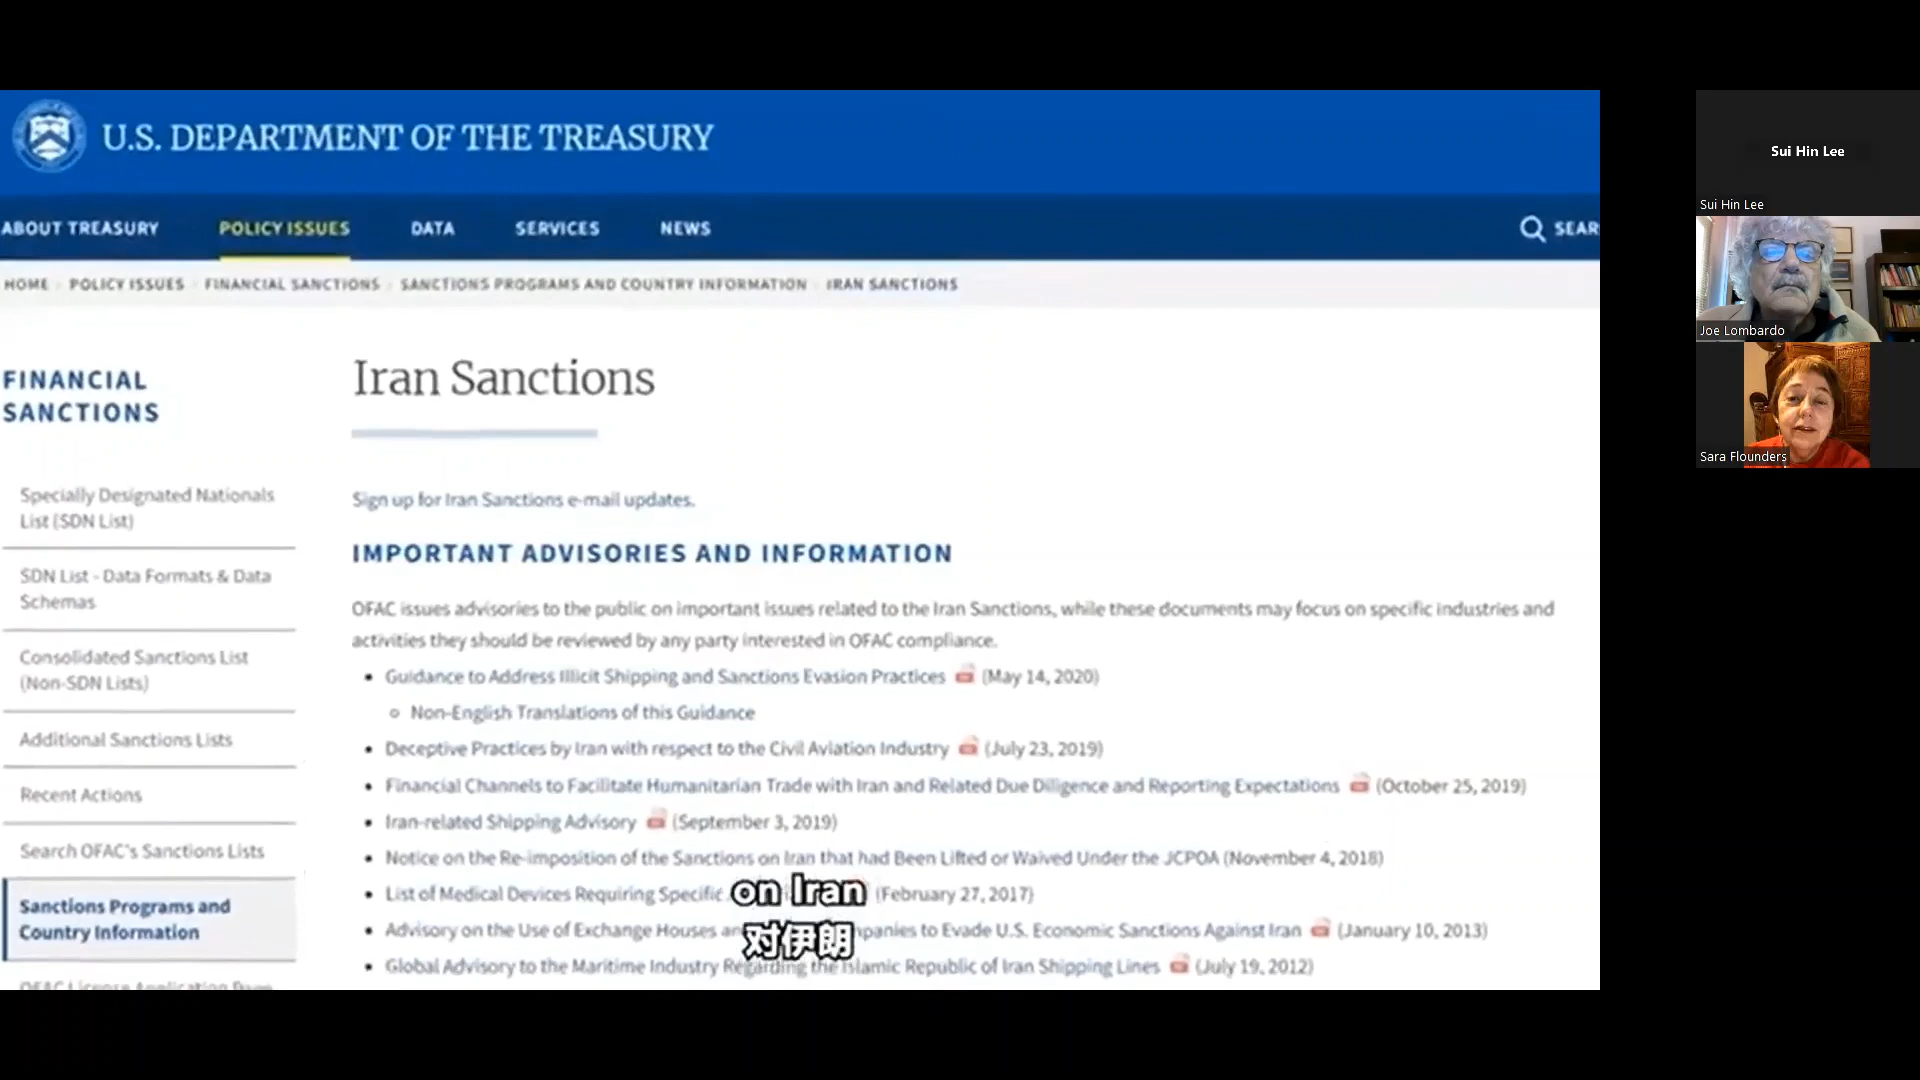 U.S. DEPARTMENT OF THE TREASURY
ABOUT TREASURY POLICY ISSUES DATA SERVICES NEWS SEAR
HOME POLICY ISSUES FINANCIAL SANCTIONS SANCTIONS PROGRAMS AND COUNTRY INFORMATION IRAN SANCTIONS
FINANCIAL
SANCTIONS
Specially Designated Nationals
List (SDN List)
SDN List - Data Formats & Data
Schemas
Consolidated Sanctions List
(Non-SDN Lists)
Additional Sanctions Lists
Recent Actions
Search OFAC's Sanctions Lists
Sanctions Programs and
Country Information
Iran Sanctions
Sign up for Iran Sanctions e-mail updates.
IMPORTANT ADVISORIES AND INFORMATION
OFAC issues advisories to the public on important issues related to the Iran Sanctions, while these documents may focus on specific industries and
activities they should be reviewed by any party interested in OFAC compliance.
Guidance to Address Illicit Shipping and Sanctions Evasion Practices (May 14, 2020)
Non-English Translations of this Guidance
Deceptive Practices by Iran with respect to the Civil Aviation Industry (July 23, 2019)
Financial Channels to Facilitate Humanitarian Trade with Iran and Related Due Diligence and Reporting Expectations (October 25, 2019)
Iran-related Shipping Advisory (September 3, 2019)
Notice on the Re-imposition of the Sanctions on Iran that had Been Lifted or Waived Under the JCPOA (November 4, 2018)
List of Medical Devices Requiring Specific (February 27, 2017)
Advisory on the Use of Exchange Houses to Evade U.S. Economic Sanctions Against Iran (January 10, 2013)
Global Advisory to the Maritime Industry Regarding the Islamic Republic of Iran Shipping Lines (July 19, 2012)
on Iran
对伊朗
Sui Hin Lee
Sui Hin Lee
Joe Lombardo
Sara Flounders